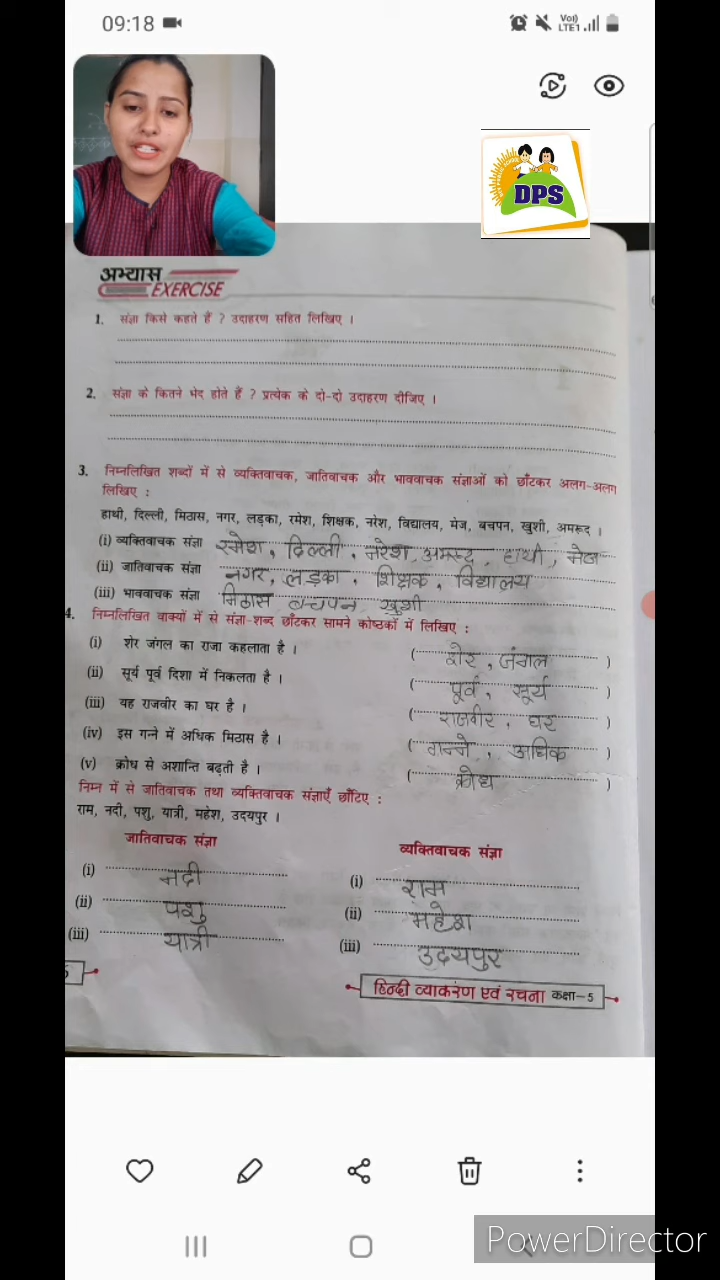 09:18
Vo)) LTE1
DPS
अभ्यास
EXERCISE
1. संज्ञा किसे कहते हैं ? उदाहरण सहित लिखिए ।
2. संज्ञा के कितने भेद होते हैं ? प्रत्येक के दो-दो उदाहरण दीजिए ।
3. निम्नलिखित शब्दों में से व्यक्तिवाचक, जातिवाचक और भाववाचक संज्ञाओं को छाँटकर अलग-अलग
लिखिए :
हाथी, दिल्ली, मिठास, नगर, लड़का, रमेश, शिक्षक, नरेश, विद्यालय, मेज, बचपन, खुशी, अमरूद ।
(i) व्यक्तिवाचक संज्ञा रमेश, दिल्ली, नरेश, अमरूद, हाथी, मेज
(ii) जातिवाचक संज्ञा नगर, लड़का, शिक्षक, विद्यालय
(iii) भाववाचक संज्ञा मिठास बचपन खुशी
4. निम्नलिखित वाक्यों में से संज्ञा-शब्द छाँटकर सामने कोष्ठकों में लिखिए :
(i) शेर जंगल का राजा कहलाता है । ( शेर, जंगल )
(ii) सूर्य पूर्व दिशा में निकलता है । ( पूर्व, सूर्य )
(iii) यह राजवीर का घर है । ( राजवीर, घर )
(iv) इस गन्ने में अधिक मिठास है । ( गन्ने, अधिक )
(v) क्रोध से अशान्ति बढ़ती है । ( क्रोध )
निम्न में से जातिवाचक तथा व्यक्तिवाचक संज्ञाएँ छाँटिए :
राम, नदी, पशु, यात्री, महेश, उदयपुर ।
जातिवाचक संज्ञा व्यक्तिवाचक संज्ञा
(i) नदी (i) राम
(ii) पशु (ii) महेश
(iii) यात्री (iii) उदयपुर
हिन्दी व्याकरण एवं रचना कक्षा-5
PowerDirector